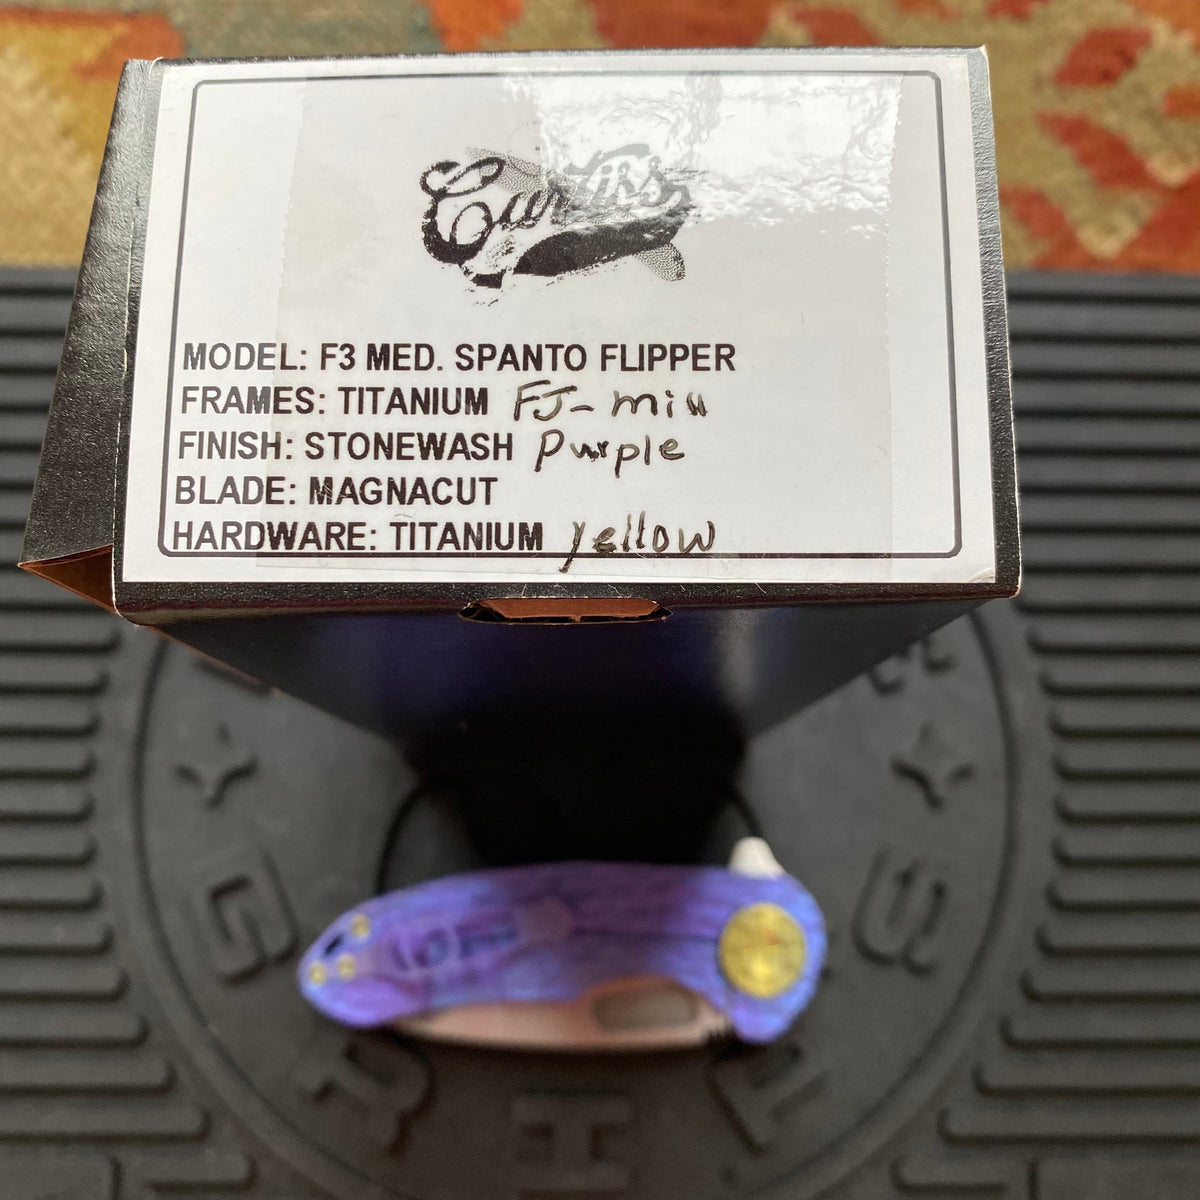 Curtiss
MODEL: F3 MED. SPANTO FLIPPER
FRAMES: TITANIUM FJ-mill
FINISH: STONEWASH Purple
BLADE: MAGNACUT
HARDWARE: TITANIUM yellow